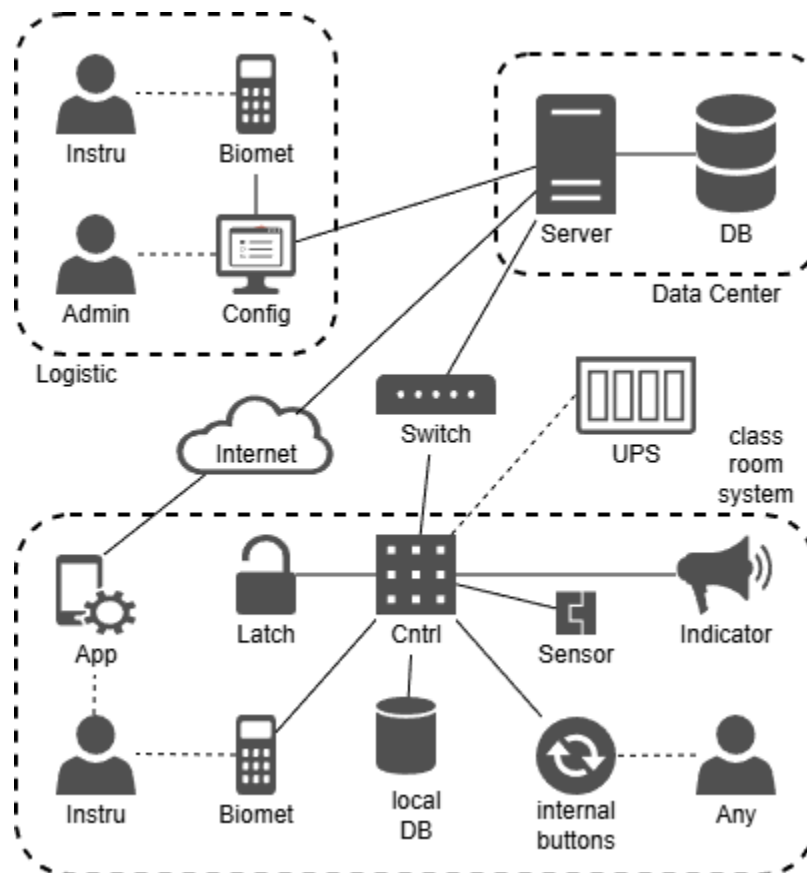 Instru
Biomet
Admin
Config
Logistic
Server
DB
Data Center
Internet
Switch
UPS
class
room
system
App
Latch
Cntrl
Sensor
Indicator
Instru
Biomet
local
DB
internal
buttons
Any